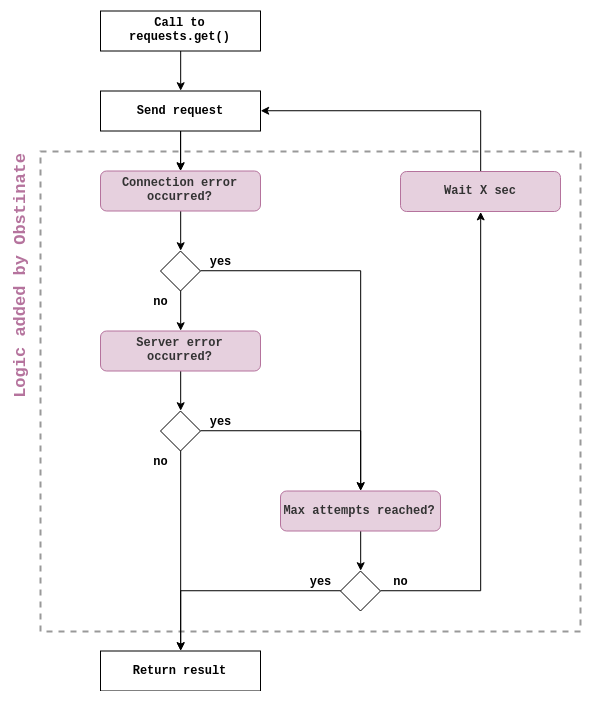 Call to
requests.get()
Send request
Logic added by Obstinate
Connection error
occurred?
Wait X sec
yes
no
Server error
occurred?
yes
no
Max attempts reached?
yes
no
Return result